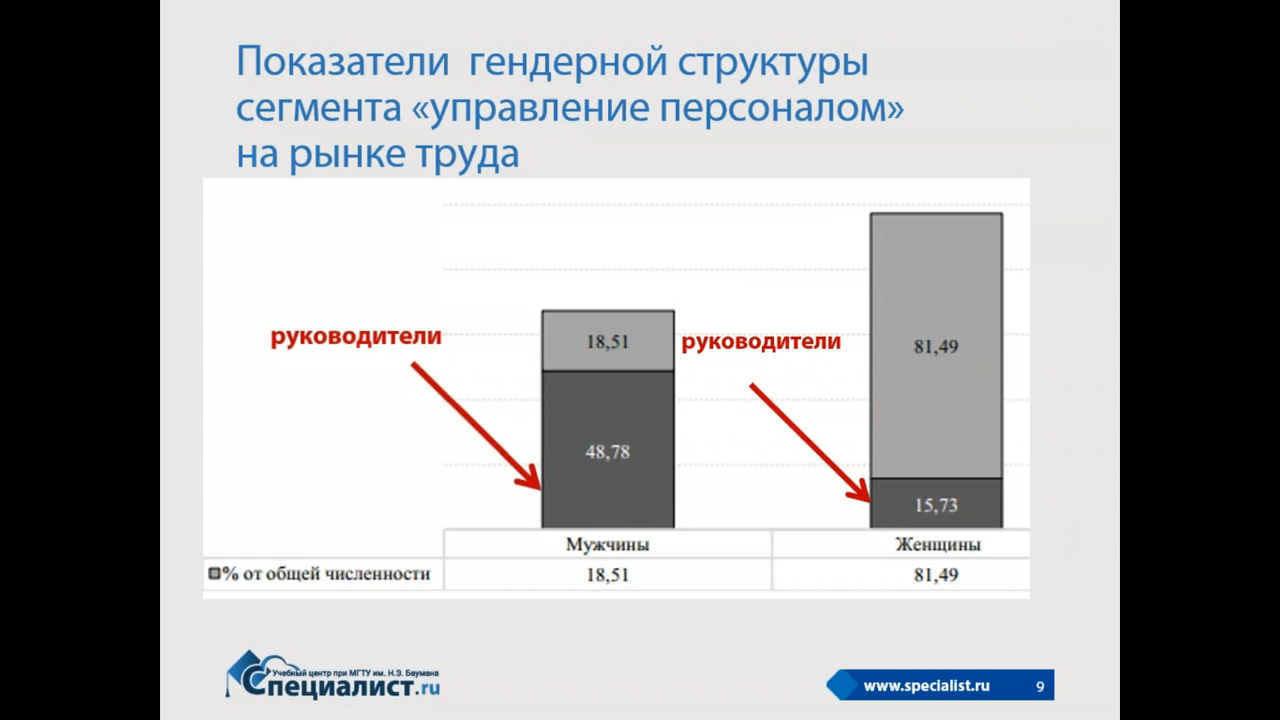 Показатели гендерной структуры
сегмента «управление персоналом»
на рынке труда
руководители
18,51
48,78
руководители
81,49
15,73
Мужчины Женщины
% от общей численности 18,51 81,49
Учебный центр при МГТУ им. Н.Э. Баумана
Специалист.ru
www.specialist.ru 9